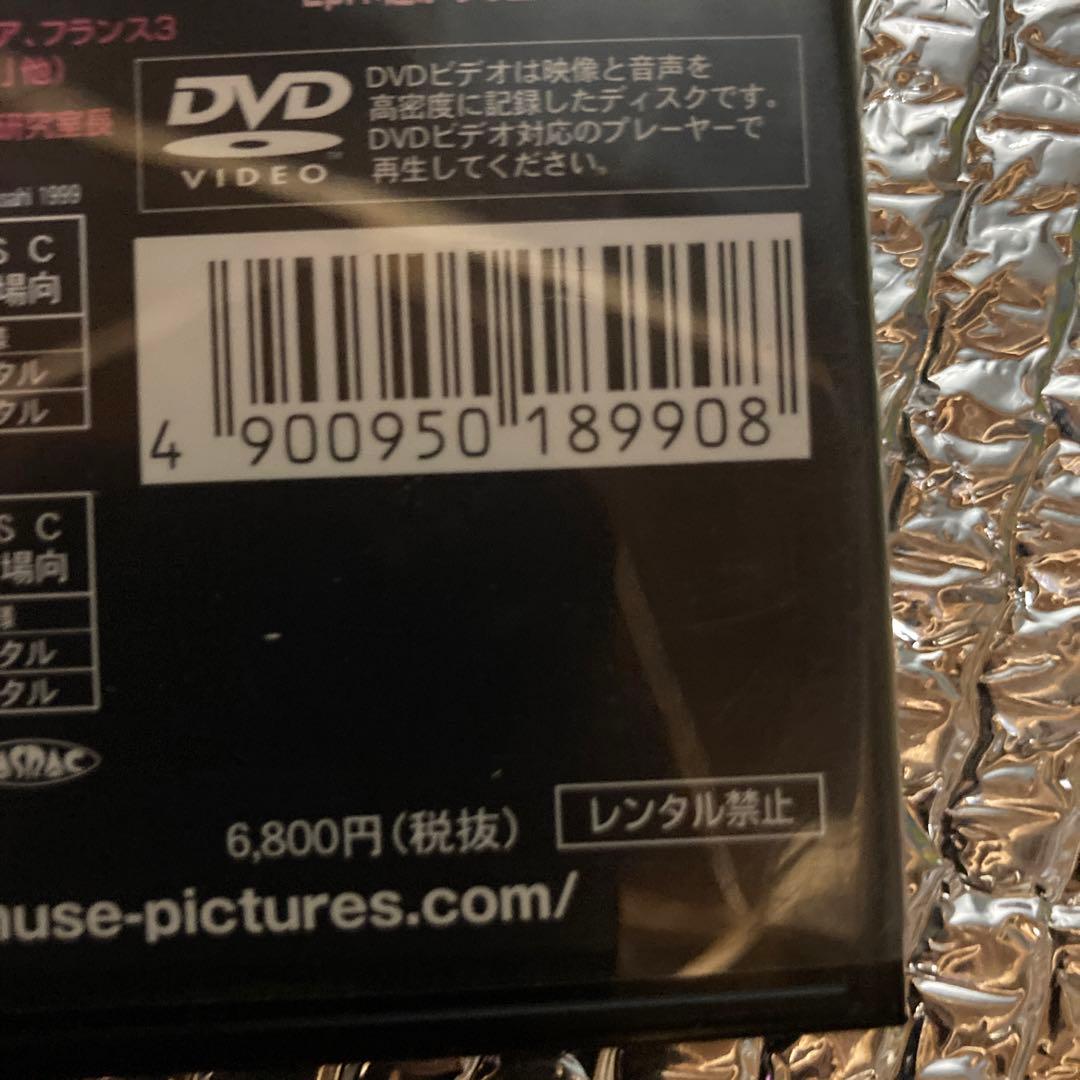 ア、フランス3
他)
研究室長
DVD
VIDEO
™
DVDビデオは映像と音声を
高密度に記録したディスクです。
DVDビデオ対応のプレーヤーで
再生してください。
1999
S C
場向
タル
タル
4 900950 189908
S C
場向
タル
タル
6,800円(税抜)
レンタル禁止
use-pictures.com/